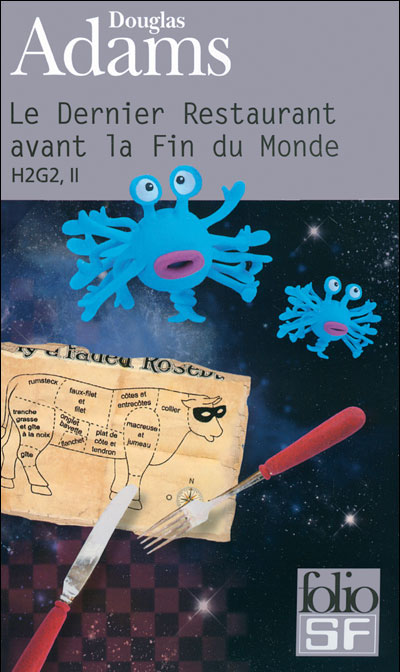 Douglas
Adams
Le Dernier Restaurant
avant la Fin du Monde
H2G2, II
y a Faded
rumsteck
faux-filet
et
filet
côtes et
entrecôtes
collier
tranche
grasse
et gîte
à la noix
onglet
bavette
flanchet
plat de
côte et
tendron
macreuse
et
jumeau
gîte
N
O
folio
SF